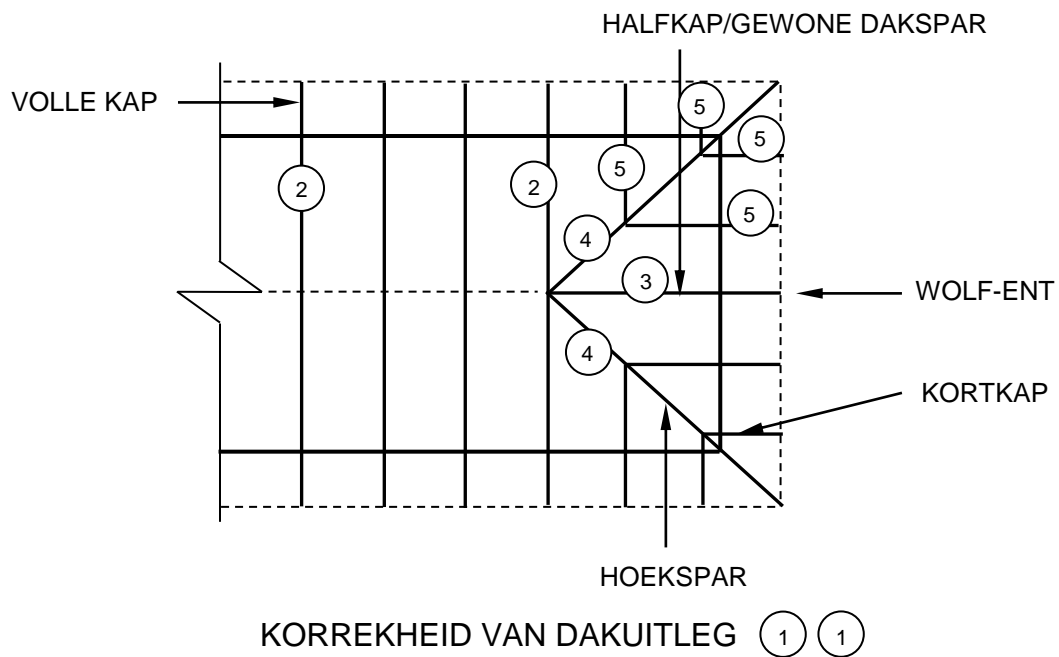 HALFKAP/GEWONE DAKSPAR
VOLLE KAP
5
5
2
2
5
5
4
3
WOLF-ENT
4
KORTKAP
HOEKSPAR
KORREKHEID VAN DAKUITLEG 1 1